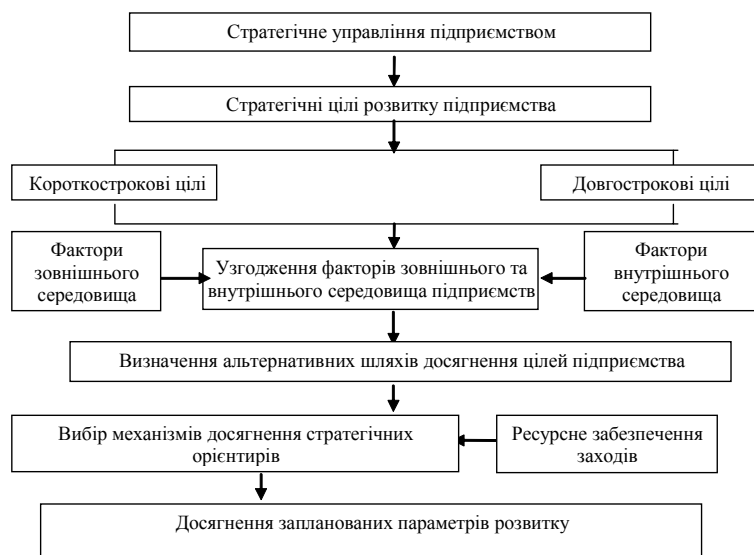 Стратегічне управління підприємством
Стратегічні цілі розвитку підприємства
Короткострокові цілі
Довгострокові цілі
Фактори
зовнішнього
середовища
Узгодження факторів зовнішнього та
внутрішнього середовища підприємств
Фактори
внутрішнього
середовища
Визначення альтернативних шляхів досягнення цілей підприємства
Вибір механізмів досягнення стратегічних
орієнтирів
Ресурсне забезпечення
заходів
Досягнення запланованих параметрів розвитку